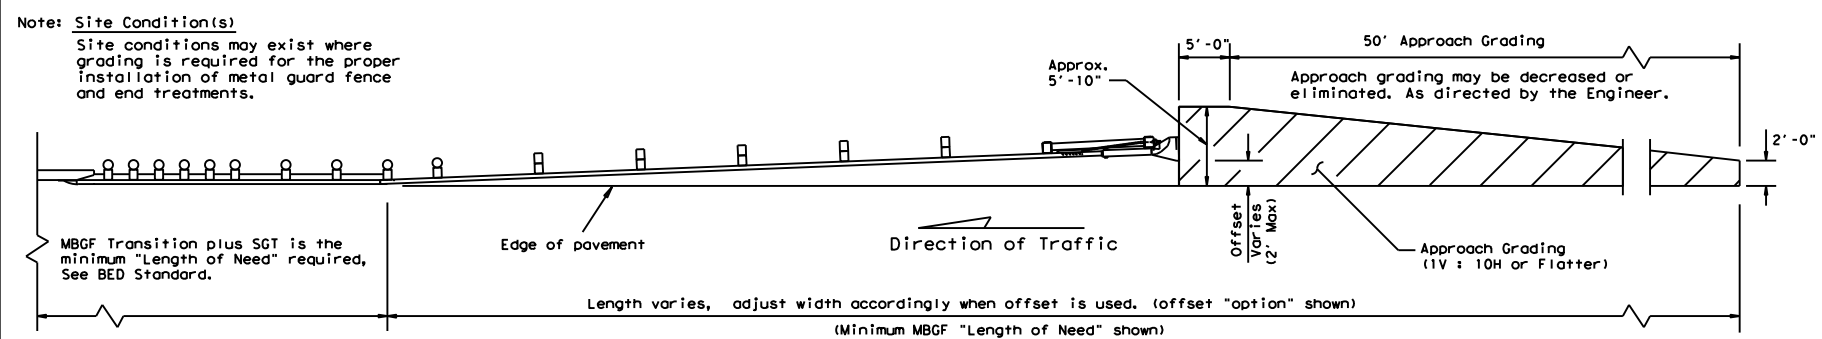 Note: Site Condition(s)
Site conditions may exist where
grading is required for the proper
installation of metal guard fence
and end treatments.
5'-0"
50' Approach Grading
Approx.
5'-10"
Approach grading may be decreased or
eliminated. As directed by the Engineer.
2'-0"
MBGF Transition plus SGT is the
minimum "Length of Need" required,
See BED Standard.
Edge of pavement
Direction of Traffic
Offset
Varies
(2' Max)
Approach Grading
(1V : 10H or Flatter)
Length varies, adjust width accordingly when offset is used. (offset "option" shown)
(Minimum MBGF "Length of Need" shown)